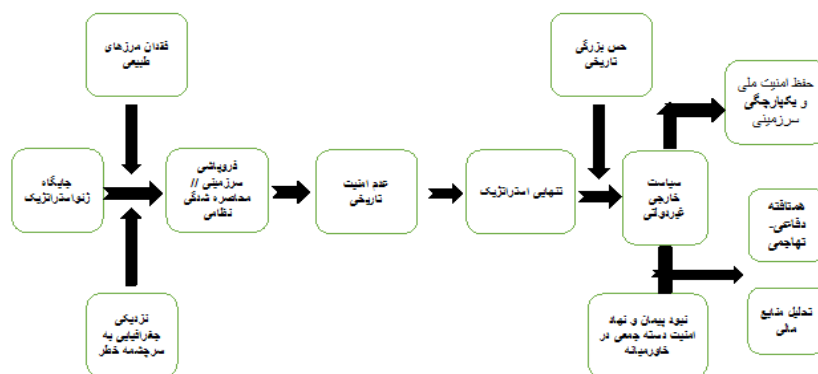 فقدان مرزهای
طبیعی
حس بزرگی
تاریخی
حفظ امنیت ملی
و یکپارچگی
سرزمینی
جایگاه
ژئواستراتژیک
فروپاشی
سرزمینی //
محاصره شدگی
نظامی
عدم امنیت
تاریخی
تنهایی استراتژیک
سیاست
خارجی
غیردولتی
همتافته
دفاعی-
تهاجمی
نزدیکی
جغرافیایی به
سرچشمه خطر
نبود پیمان و نهاد
امنیت دسته جمعی در
خاورمیانه
تحلیل منابع
مالی